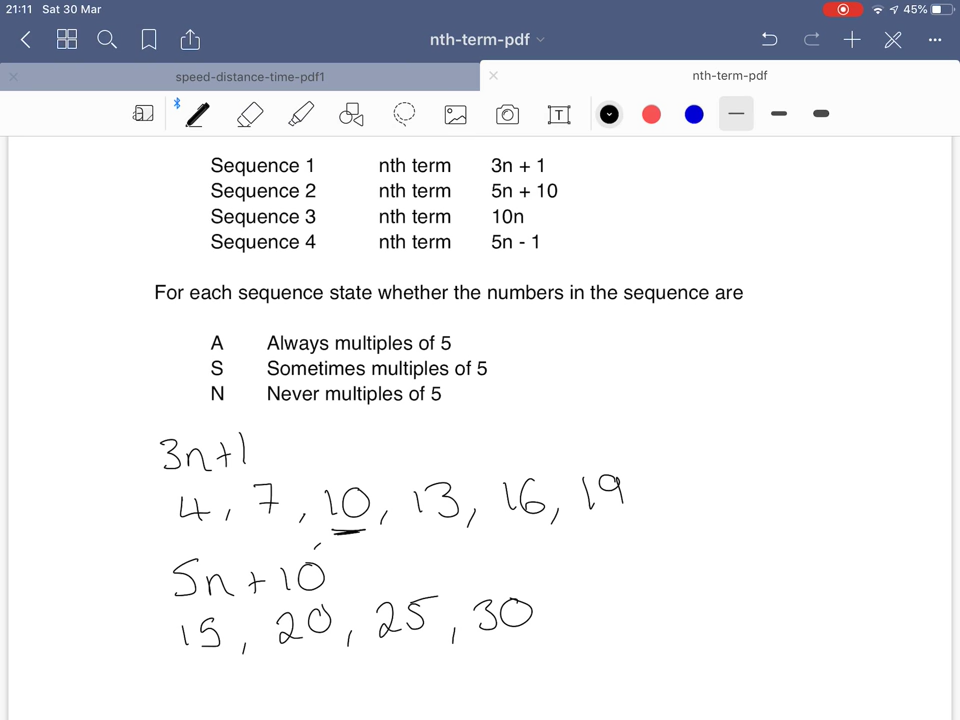 21:11 Sat 30 Mar 45%
nth-term-pdf
speed-distance-time-pdf1 nth-term-pdf
T
Sequence 1 nth term 3n + 1
Sequence 2 nth term 5n + 10
Sequence 3 nth term 10n
Sequence 4 nth term 5n - 1
For each sequence state whether the numbers in the sequence are
A Always multiples of 5
S Sometimes multiples of 5
N Never multiples of 5
3n+1
4, 7, 10, 13, 16, 19
5n+10
15, 20, 25, 30